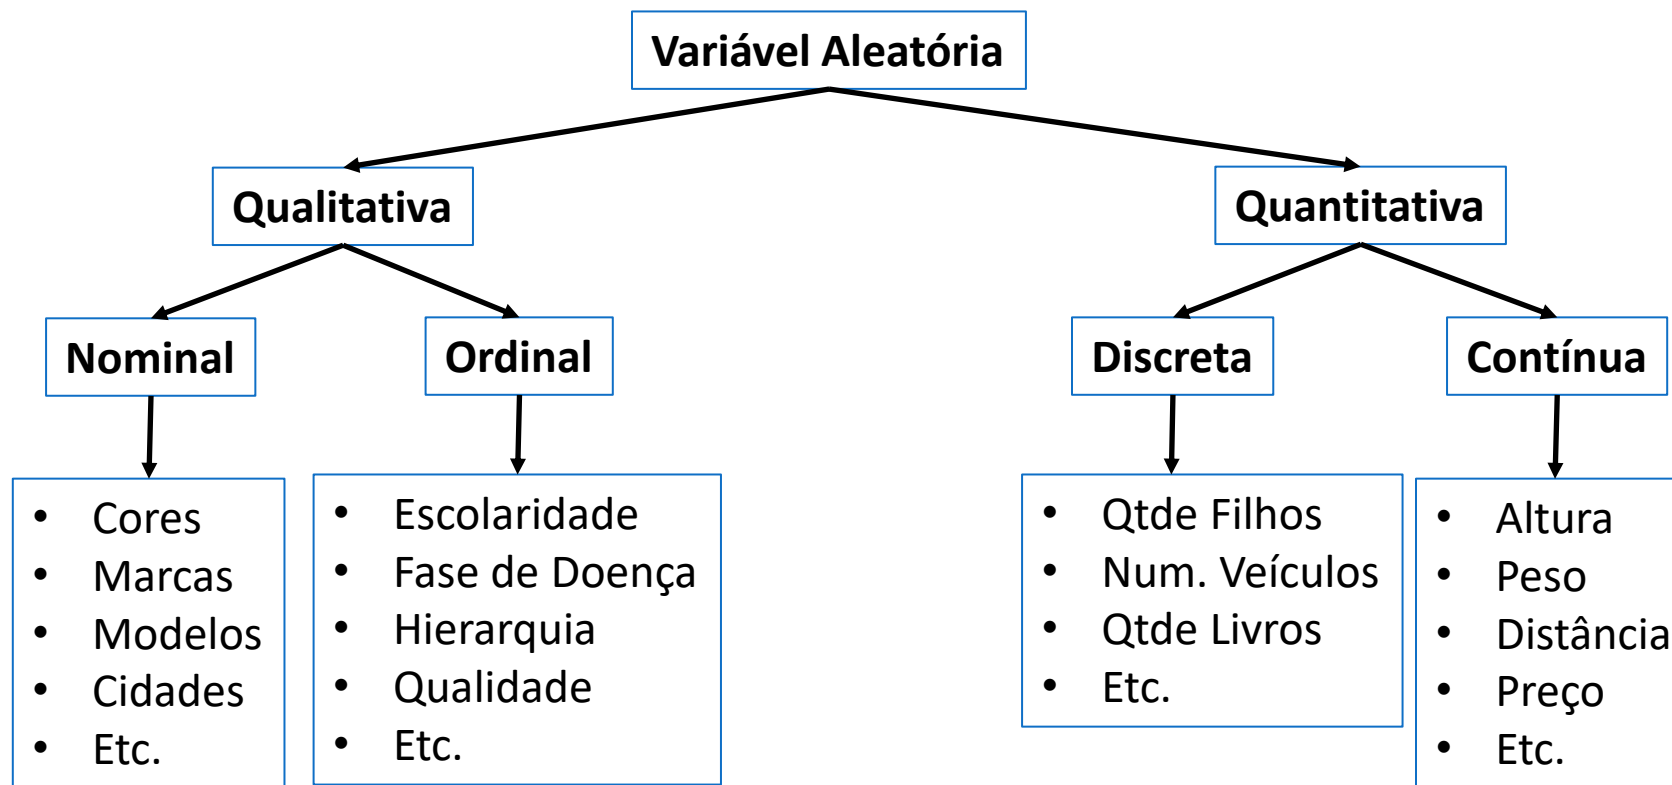 Variável Aleatória
Qualitativa
Quantitativa
Nominal
Ordinal
Discreta
Contínua
• Cores
• Marcas
• Modelos
• Cidades
• Etc.
• Escolaridade
• Fase de Doença
• Hierarquia
• Qualidade
• Etc.
• Qtde Filhos
• Num. Veículos
• Qtde Livros
• Etc.
• Altura
• Peso
• Distância
• Preço
• Etc.